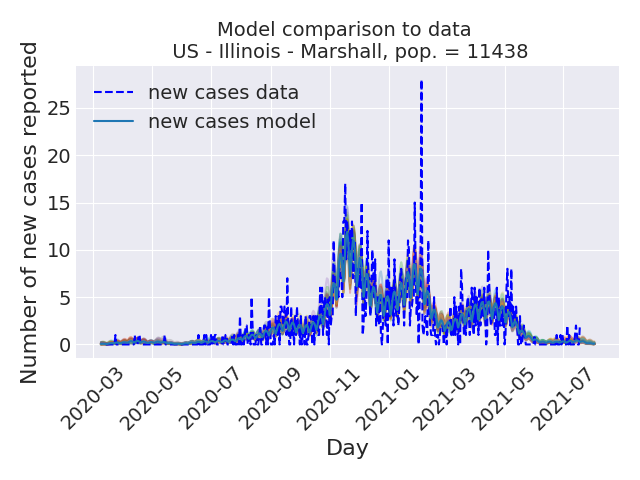 Model comparison to data
US - Illinois - Marshall, pop. = 11438
Number of new cases reported
25
20
15
10
5
0
new cases data
new cases model
2020-03
2020-05
2020-07
2020-09
2020-11
2021-01
2021-03
2021-05
2021-07
Day